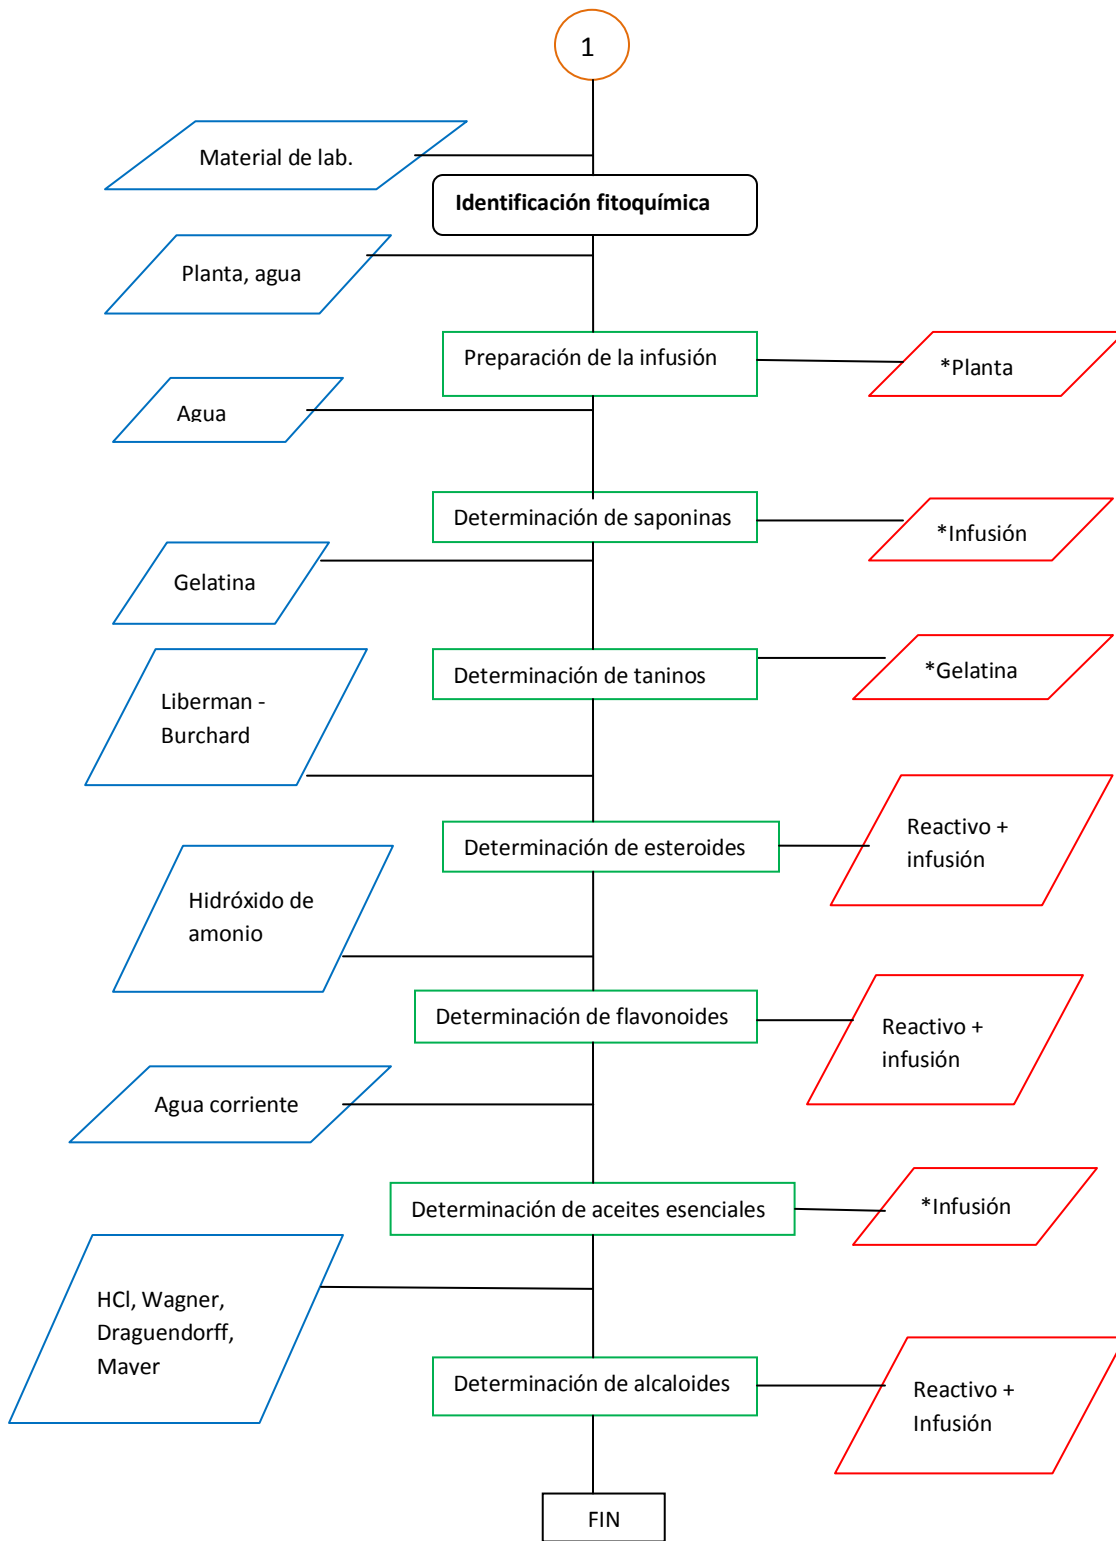 1
Material de lab.
Identificación fitoquímica
Planta, agua
Preparación de la infusión
*Planta
Agua
Determinación de saponinas
*Infusión
Gelatina
Determinación de taninos
*Gelatina
Liberman -
Burchard
Determinación de esteroides
Reactivo +
infusión
Hidróxido de
amonio
Determinación de flavonoides
Reactivo +
infusión
Agua corriente
Determinación de aceites esenciales
*Infusión
HCl, Wagner,
Draguendorff,
Maver
Determinación de alcaloides
Reactivo +
Infusión
FIN